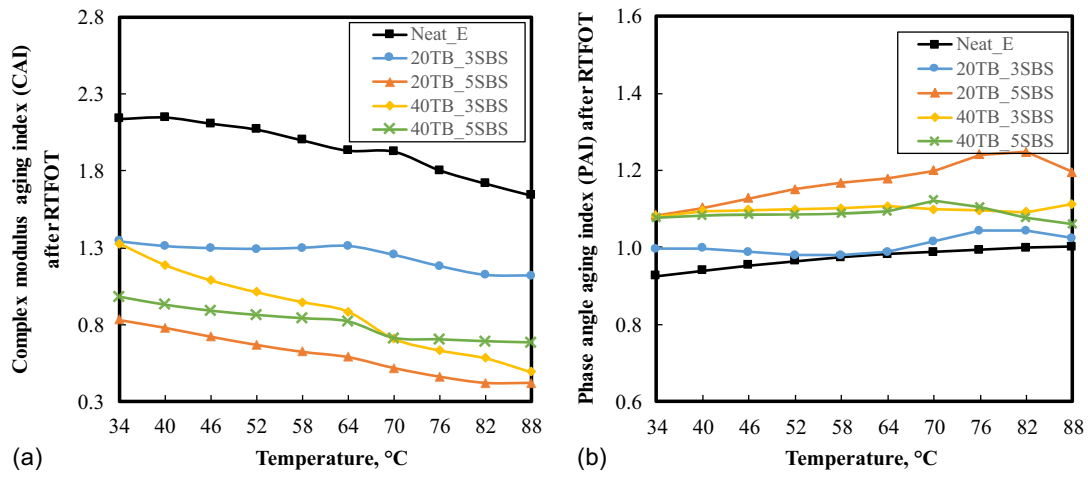 Complex modulus aging index (CAI)
after RTFOT
2.8
2.3
1.8
1.3
0.8
0.3
Neat_E
20TB_3SBS
20TB_5SBS
40TB_3SBS
40TB_5SBS
34 40 46 52 58 64 70 76 82 88
Temperature, °C
(a)
Phase angle aging index (PAI) after RTFOT
1.6
1.4
1.2
1.0
0.8
0.6
Neat_E
20TB_3SBS
20TB_5SBS
40TB_3SBS
40TB_5SBS
34 40 46 52 58 64 70 76 82 88
Temperature, °C
(b)